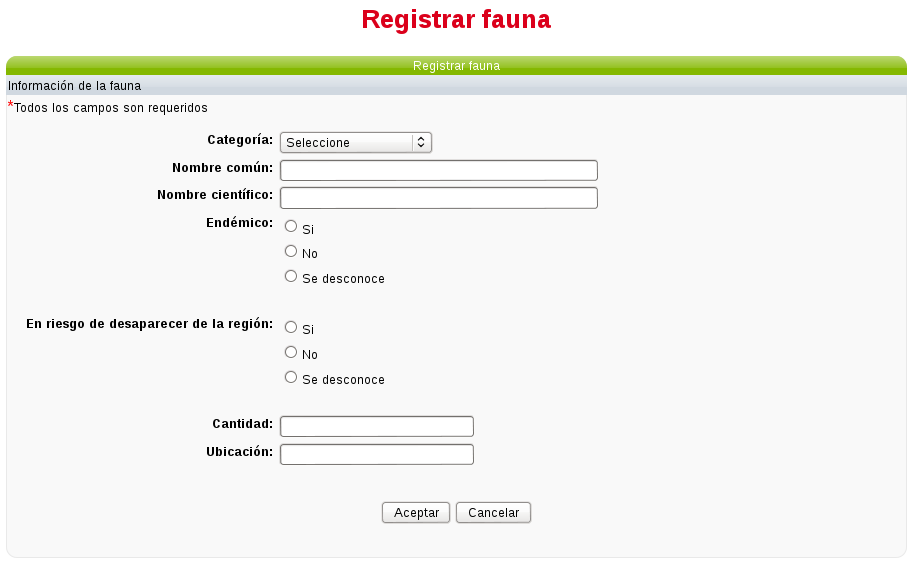 Registrar fauna
Registrar fauna
Información de la fauna
*Todos los campos son requeridos
Categoría: Seleccione
Nombre común:
Nombre científico:
Endémico: Si
No
Se desconoce
En riesgo de desaparecer de la región: Si
No
Se desconoce
Cantidad:
Ubicación:
Aceptar Cancelar